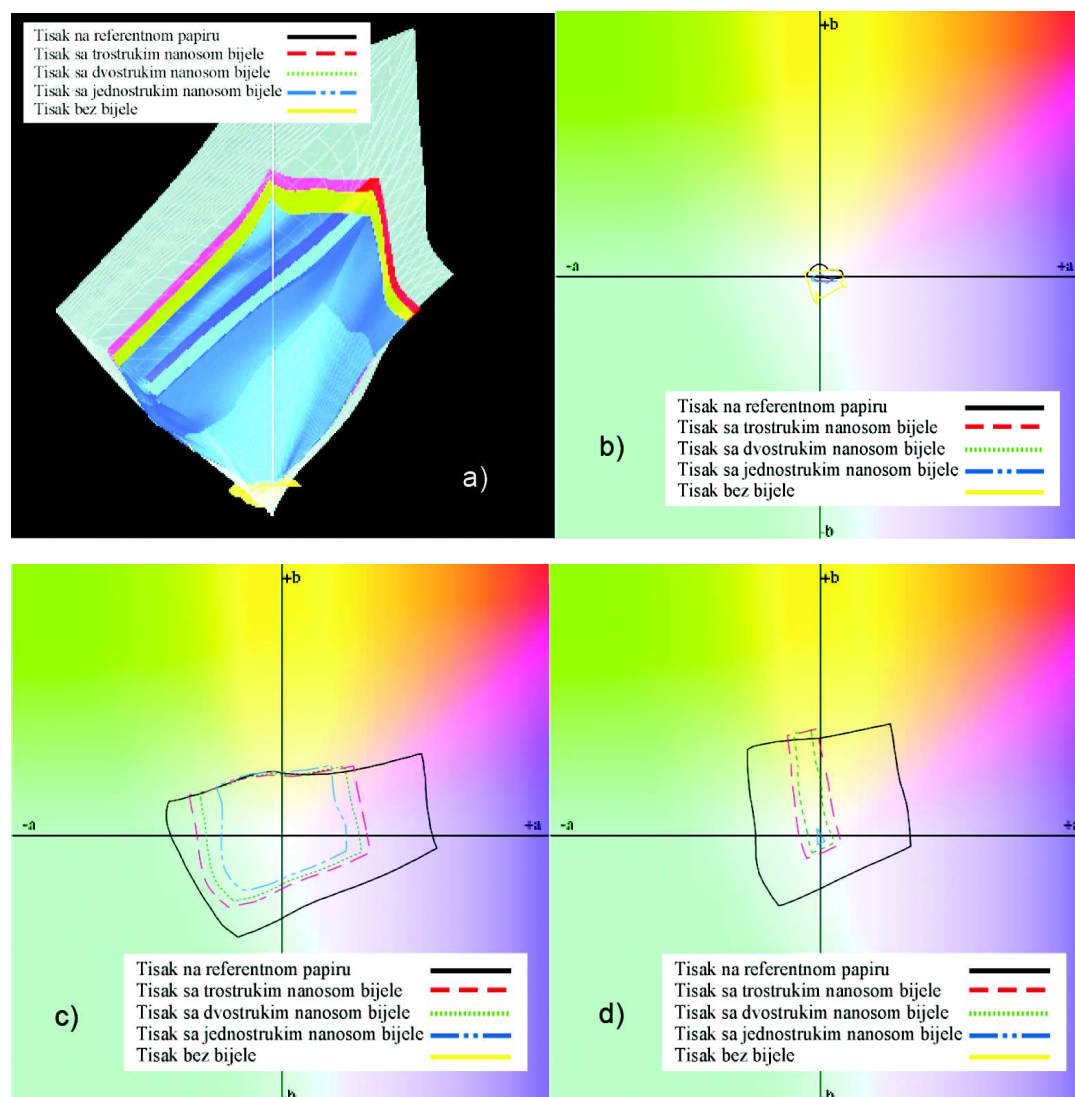 Tisak na referentnom papiru
Tisak sa trostrukim nanosom bijele
Tisak sa dvostrukim nanosom bijele
Tisak sa jednostrukim nanosom bijele
Tisak bez bijele
a)
+b
-a
+a
-b
b)
Tisak na referentnom papiru
Tisak sa trostrukim nanosom bijele
Tisak sa dvostrukim nanosom bijele
Tisak sa jednostrukim nanosom bijele
Tisak bez bijele
+b
-a
+a
-b
c)
Tisak na referentnom papiru
Tisak sa trostrukim nanosom bijele
Tisak sa dvostrukim nanosom bijele
Tisak sa jednostrukim nanosom bijele
Tisak bez bijele
+b
-a
+a
-b
d)
Tisak na referentnom papiru
Tisak sa trostrukim nanosom bijele
Tisak sa dvostrukim nanosom bijele
Tisak sa jednostrukim nanosom bijele
Tisak bez bijele